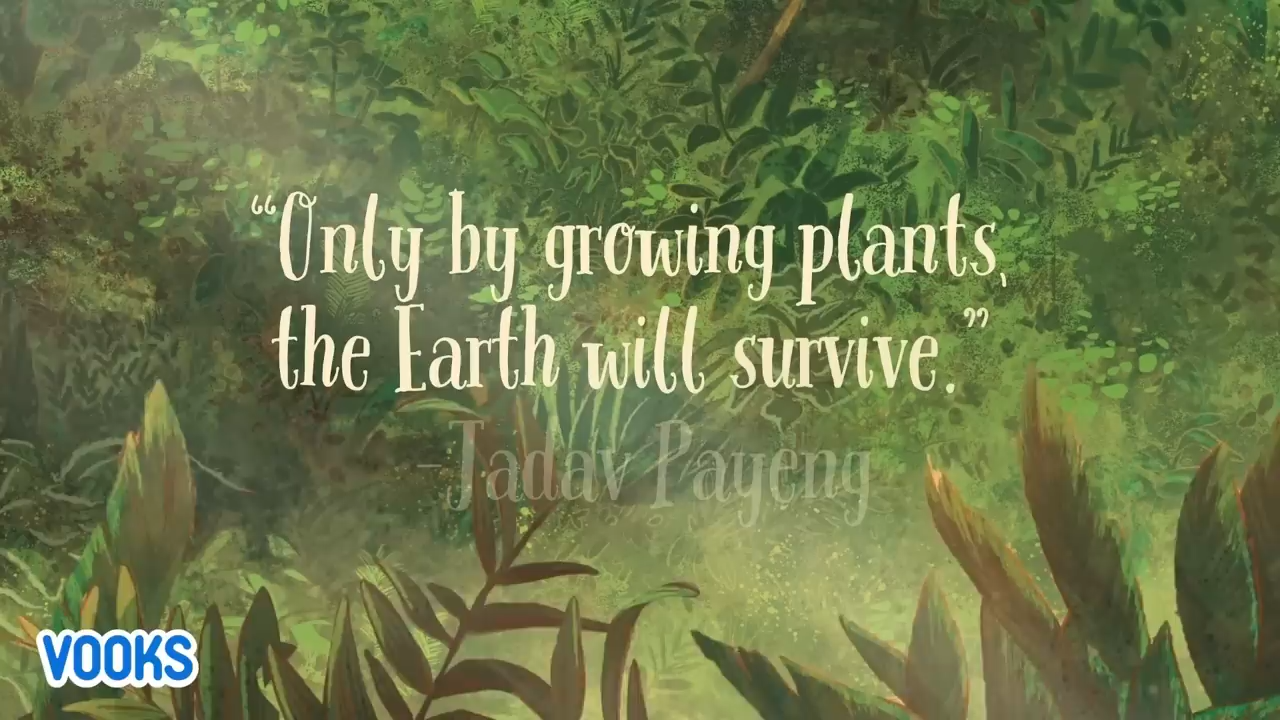 “Only by growing plants,
the Earth will survive.”
-Jadav Payeng
VOOKS